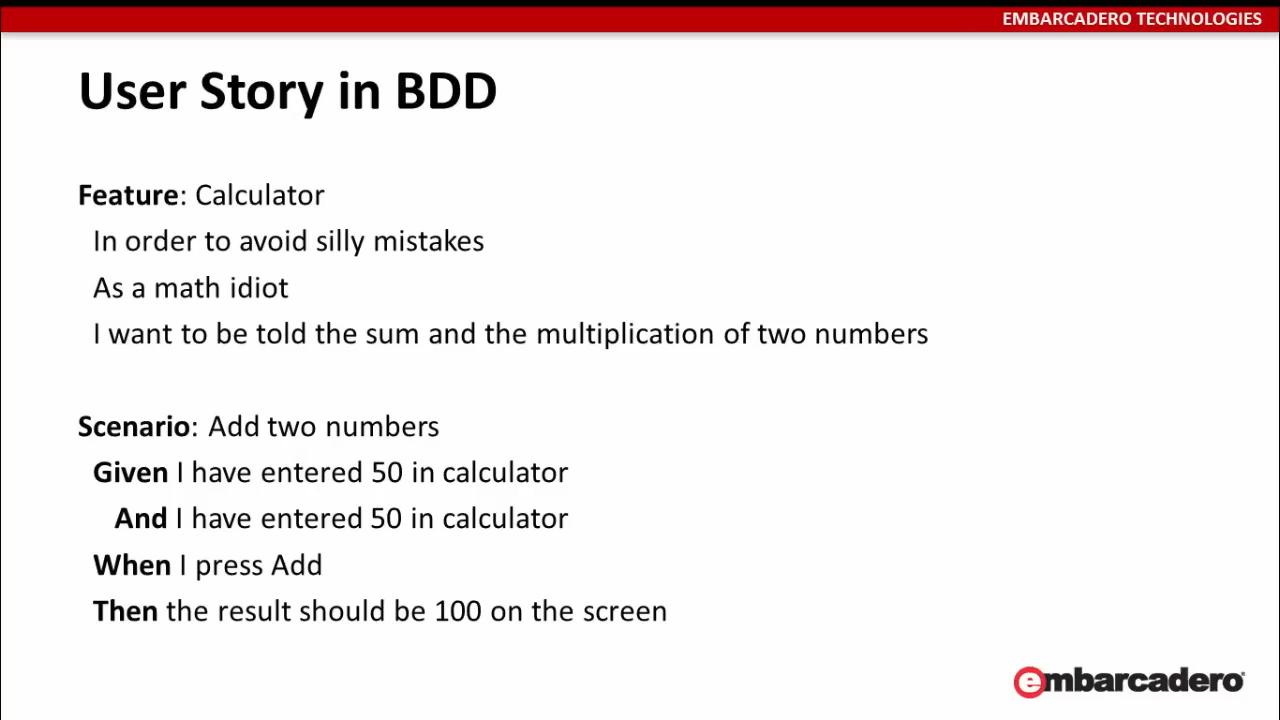 EMBARCADERO TECHNOLOGIES
User Story in BDD
Feature: Calculator
In order to avoid silly mistakes
As a math idiot
I want to be told the sum and the multiplication of two numbers
Scenario: Add two numbers
Given I have entered 50 in calculator
And I have entered 50 in calculator
When I press Add
Then the result should be 100 on the screen
embarcadero